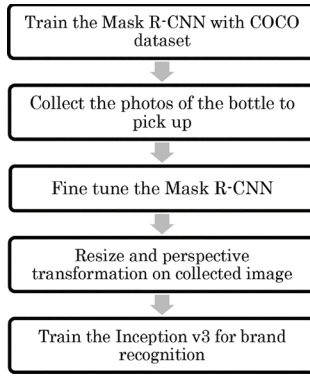 Train the Mask R-CNN with COCO
dataset
Collect the photos of the bottle to
pick up
Fine tune the Mask R-CNN
Resize and perspective
transformation on collected image
Train the Inception v3 for brand
recognition